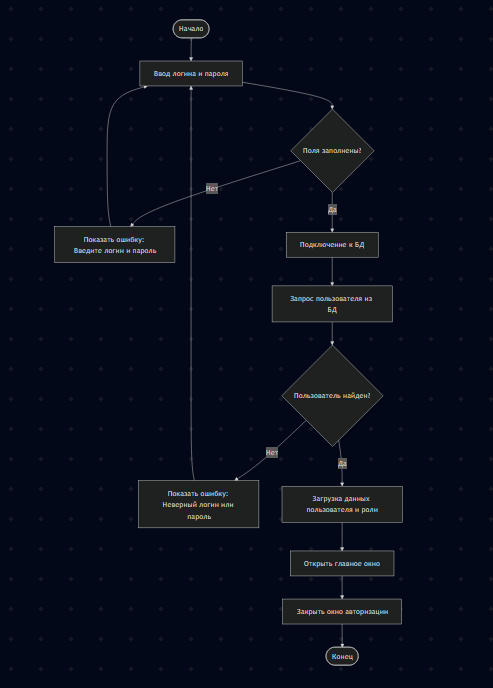 Начало
Ввод логина и пароля
Поля заполнены?
Нет
Да
Показать ошибку:
Введите логин и пароль
Подключение к БД
Запрос пользователя из
БД
Пользователь найден?
Нет
Да
Показать ошибку:
Неверный логин или
пароль
Загрузка данных
пользователя и роли
Открыть главное окно
Закрыть окно авторизации
Конец